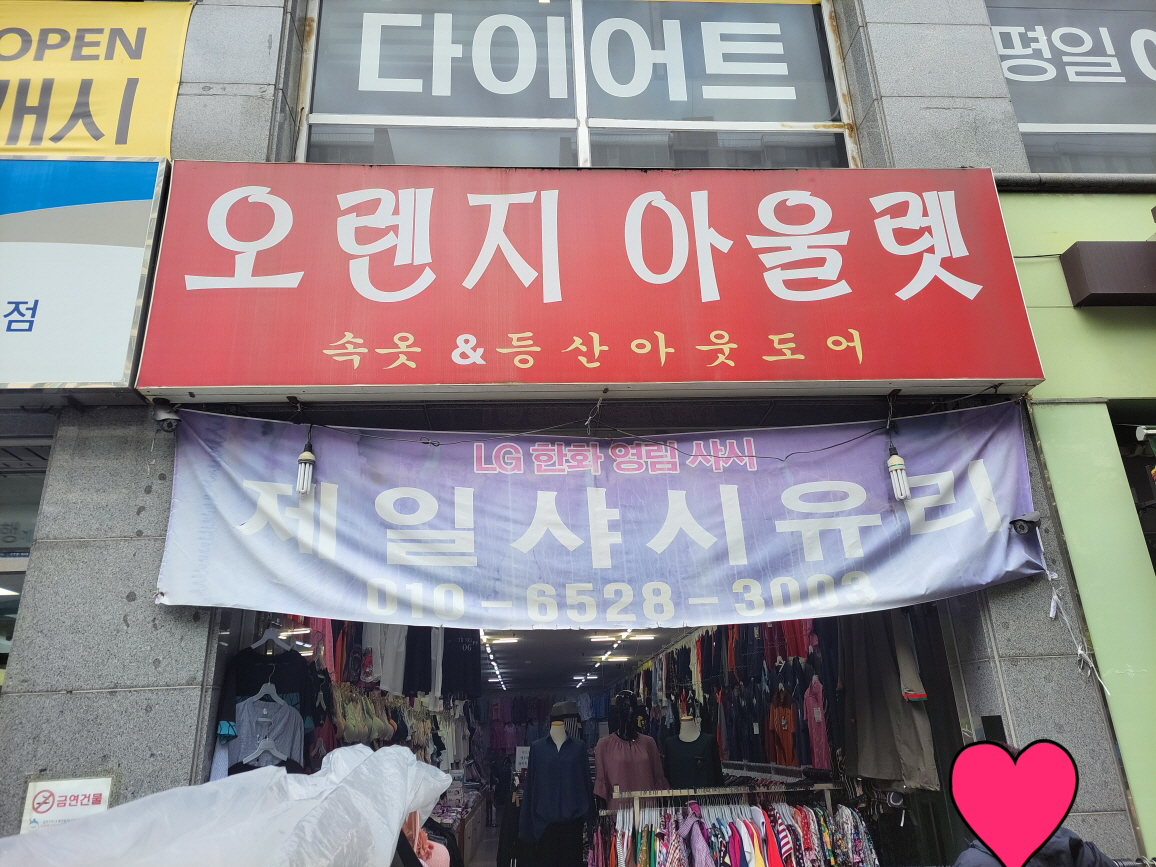 OPEN
개시
다이어트
평일
점
오렌지 아울렛
속옷 & 등산아웃도어
LG 한화 영림 샤시
제일샤시유리
010-6528-3003
금연건물